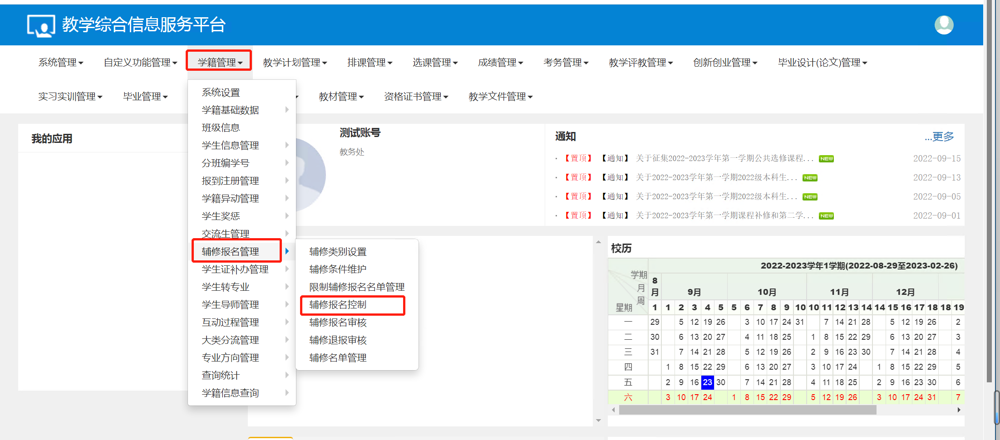 教学综合信息服务平台
系统管理 自定义功能管理 学籍管理 教学计划管理 排课管理 选课管理 成绩管理 考务管理 教学评教管理 创新创业管理 毕业设计(论文)管理
实习实训管理 毕业管理 教材管理 资格证书管理 教学文件管理
系统设置
学籍基础数据
班级信息
学生信息管理
分班编学号
报到注册管理
学籍异动管理
学生奖惩
交流生管理
辅修报名管理
学生证补办管理
学生转专业
学生导师管理
互动过程管理
大类分流管理
专业方向管理
查询统计
学籍信息查询
辅修类别设置
辅修条件维护
限制辅修报名名单管理
辅修报名控制
辅修报名审核
辅修退报审核
辅修名单管理
我的应用
测试账号
教务处
通知 ...更多
· 【置顶】 【通知】 关于征集2022-2023学年第一学期公共选修课程... NEW 2022-09-15
· 【置顶】 【通知】 关于2022-2023学年第一学期2022级本科生... NEW 2022-09-13
· 【置顶】 【通知】 关于2022-2023学年第一学期2022级本科生... NEW 2022-09-05
· 【置顶】 【通知】 关于2022-2023学年第一学期课程补修和第二学... NEW 2022-09-01
校历
2022-2023学年1学期(2022-08-29至2023-02-26)
学期 月 周 星期
8月 9月 10月 11月 12月
1 1 2 3 4 5 5 6 7 8 9 10 10 11 12 13 14 14 15 16 17 18 18 19
一 29 5 12 19 26 3 10 17 24 31 7 14 21 28 5 12 19 26 2
二 30 6 13 20 27 4 11 18 25 1 8 15 22 29 6 13 20 27 3
三 31 7 14 21 28 5 12 19 26 2 9 16 23 30 7 14 21 28 4
四 1 8 15 22 29 6 13 20 27 3 10 17 24 1 8 15 22 29 5
五 2 9 16 23 30 7 14 21 28 4 11 18 25 2 9 16 23 30 6
六 3 10 17 24 1 8 15 22 29 5 12 19 26 3 10 17 24 31 7